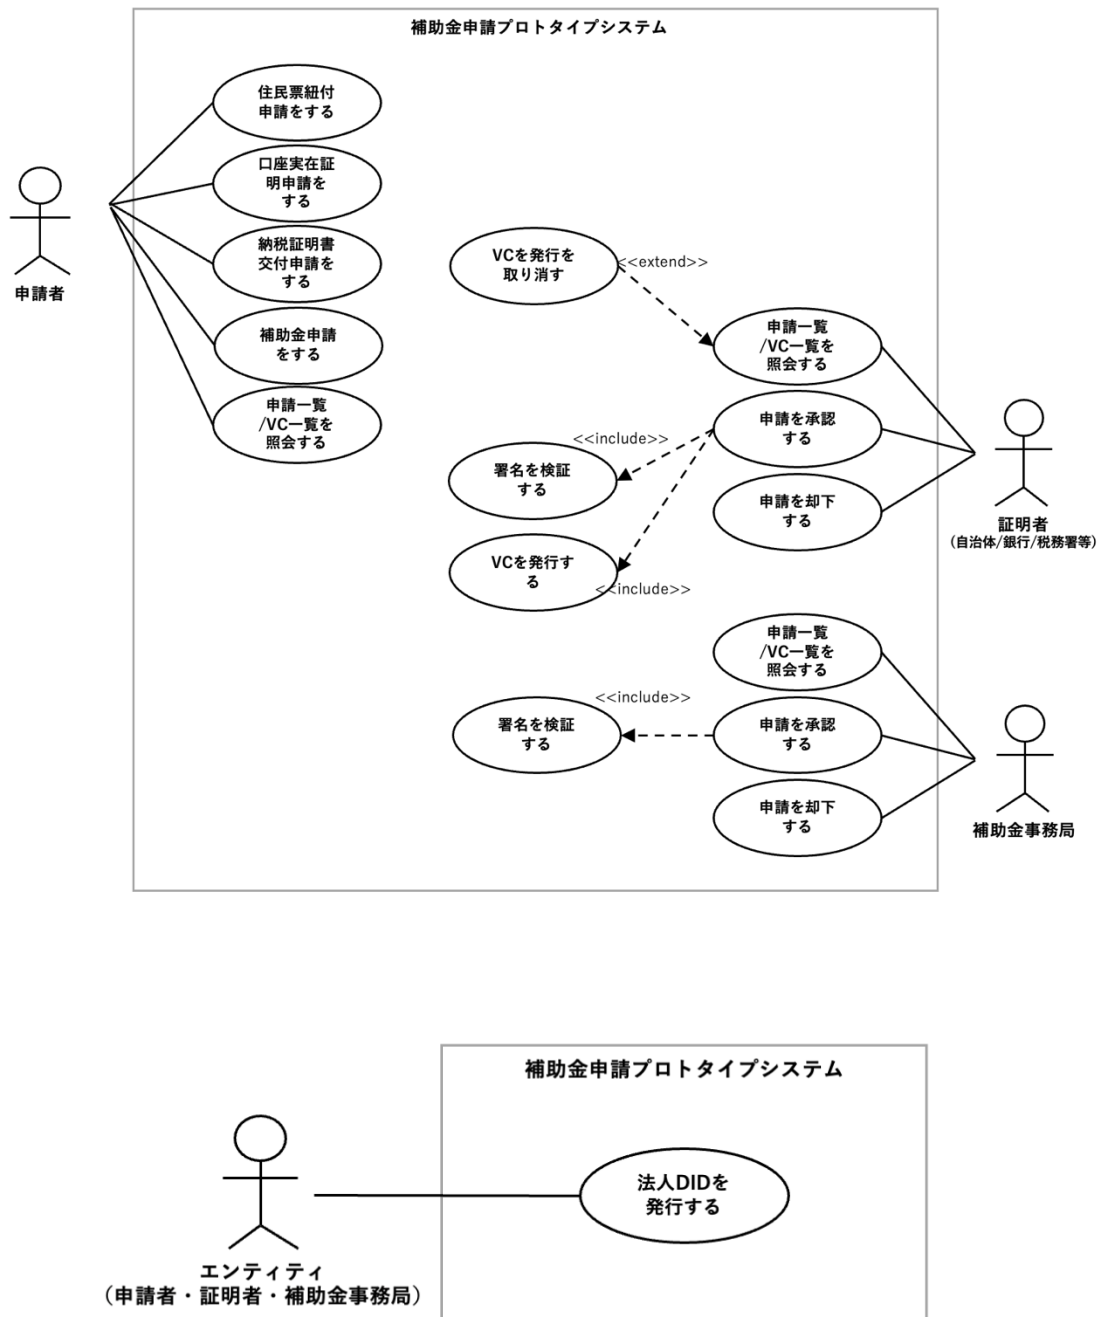 補助金申請プロトタイプシステム
住民票紐付
申請をする
口座実在証
明申請を
する
納税証明書
交付申請を
する
補助金申請
をする
申請一覧
/VC一覧を
照会する
申請者
VCを発行を
取り消す
<<extend>>
申請一覧
/VC一覧を
照会する
申請を承認
する
<<include>>
署名を検証
する
申請を却下
する
VCを発行す
る
<<include>>
証明者
(自治体/銀行/税務署等)
申請一覧
/VC一覧を
照会する
<<include>>
署名を検証
する
申請を承認
する
申請を却下
する
補助金事務局
補助金申請プロトタイプシステム
法人DIDを
発行する
エンティティ
（申請者・証明者・補助金事務局）